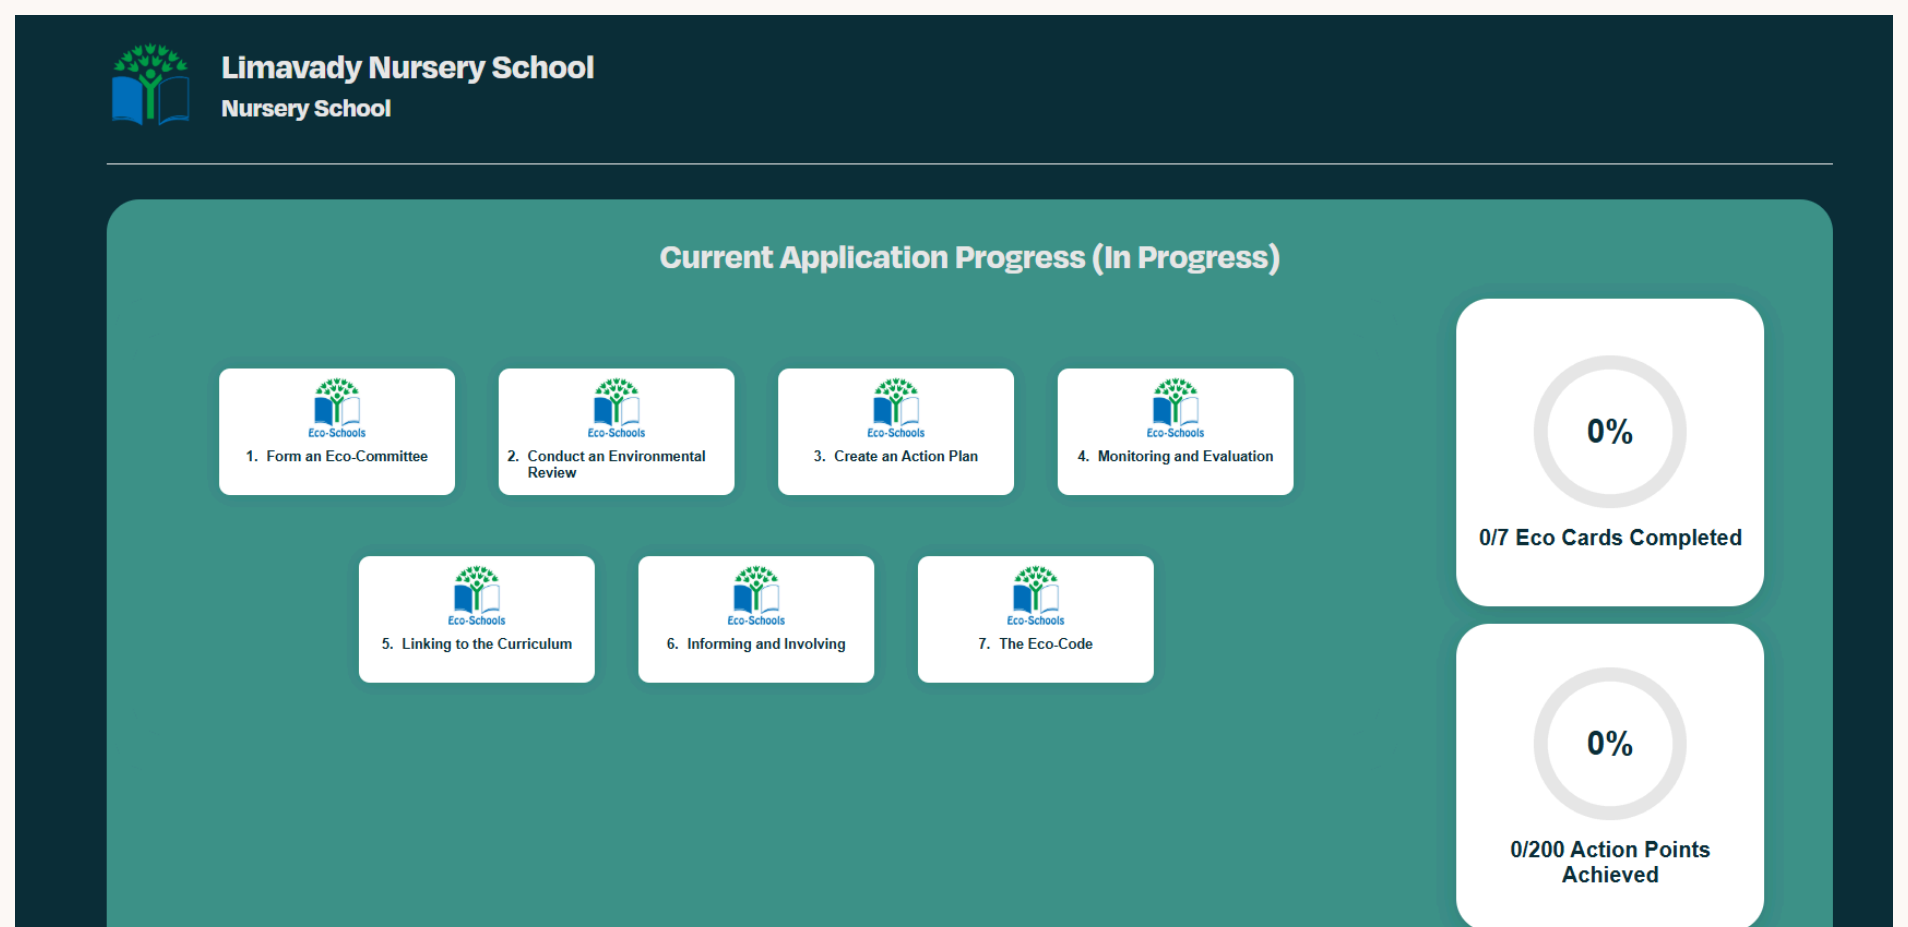 Limavady Nursery School
Nursery School
Current Application Progress (In Progress)
Eco-Schools
1. Form an Eco-Committee
Eco-Schools
2. Conduct an Environmental
Review
Eco-Schools
3. Create an Action Plan
Eco-Schools
4. Monitoring and Evaluation
0%
0/7 Eco Cards Completed
Eco-Schools
5. Linking to the Curriculum
Eco-Schools
6. Informing and Involving
Eco-Schools
7. The Eco-Code
0%
0/200 Action Points
Achieved